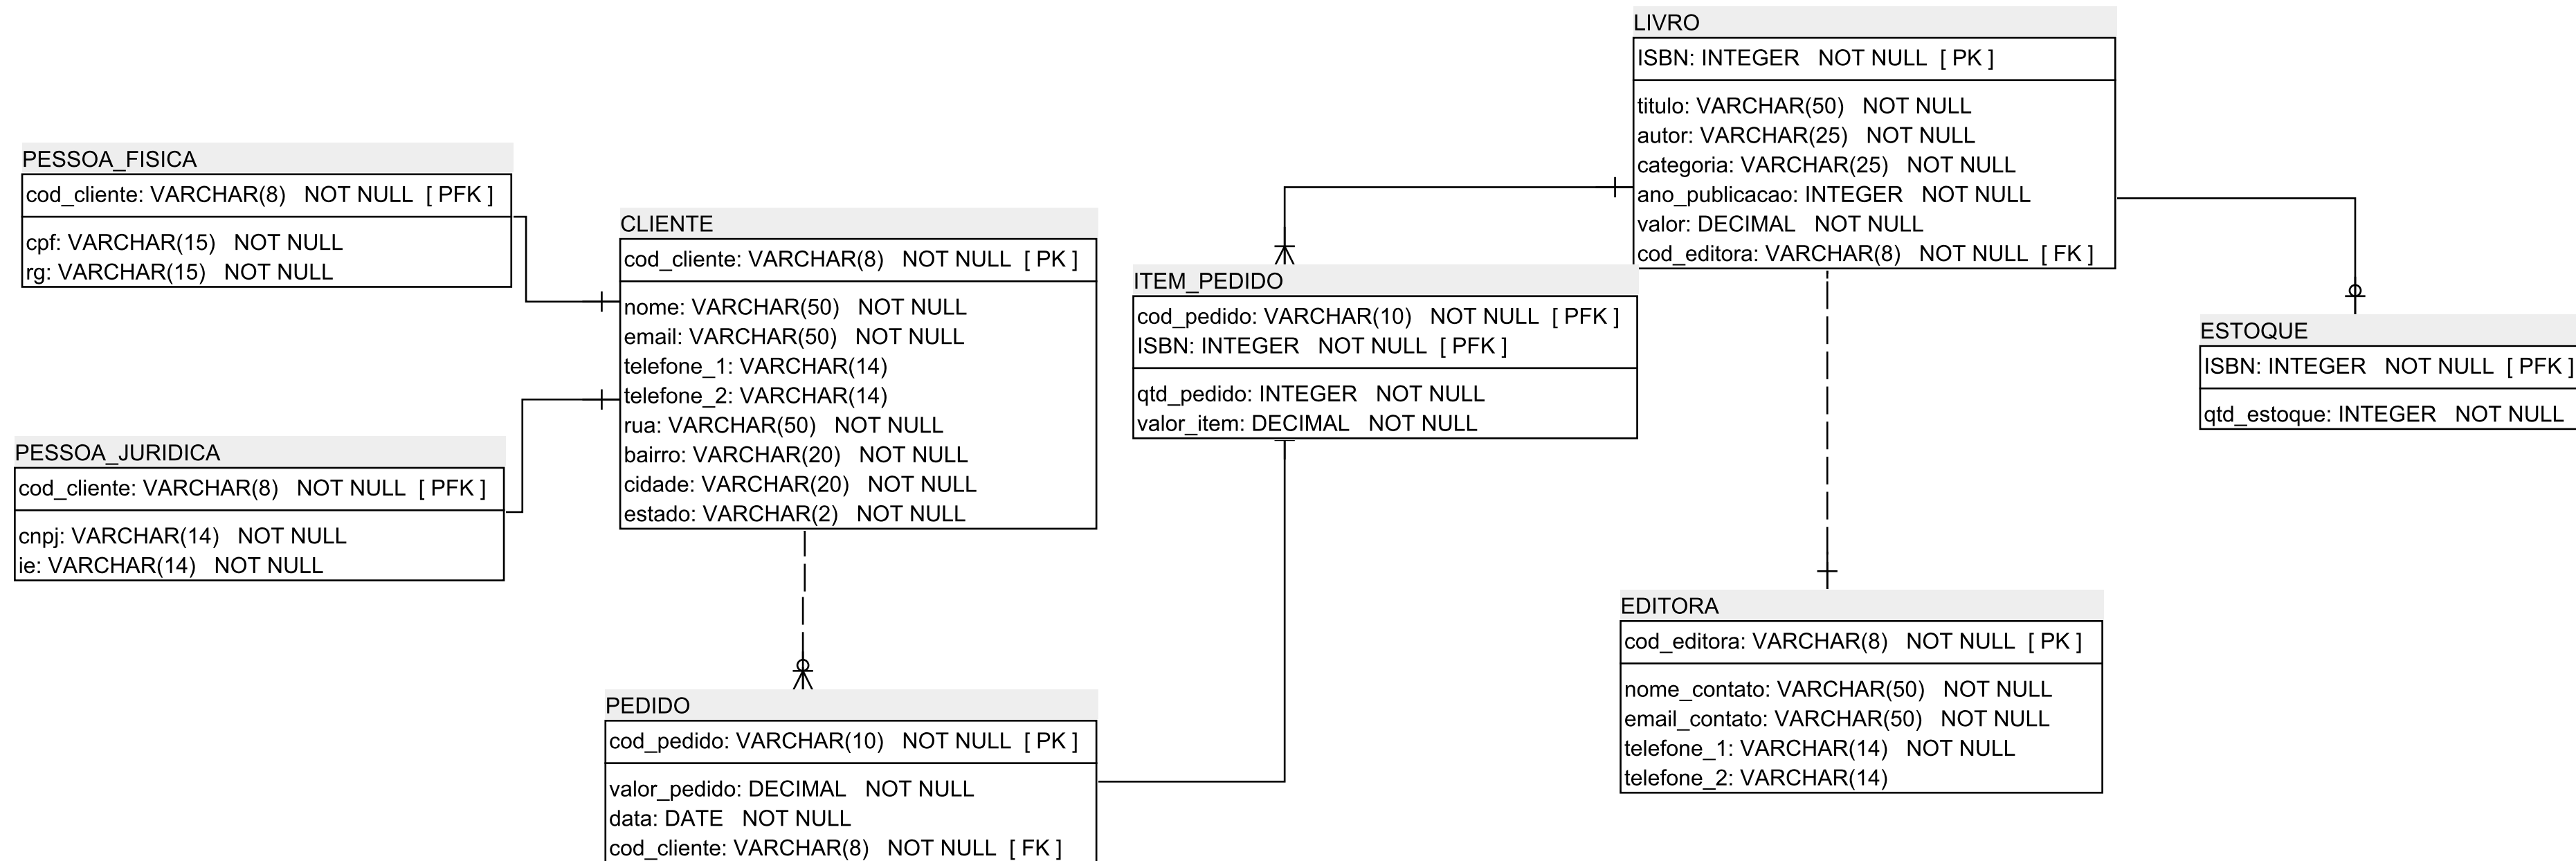 LIVRO
ISBN: INTEGER NOT NULL [ PK ]
titulo: VARCHAR(50) NOT NULL
autor: VARCHAR(25) NOT NULL
categoria: VARCHAR(25) NOT NULL
ano_publicacao: INTEGER NOT NULL
valor: DECIMAL NOT NULL
cod_editora: VARCHAR(8) NOT NULL [ FK ]
PESSOA_FISICA
cod_cliente: VARCHAR(8) NOT NULL [ PFK ]
cpf: VARCHAR(15) NOT NULL
rg: VARCHAR(15) NOT NULL
CLIENTE
cod_cliente: VARCHAR(8) NOT NULL [ PK ]
nome: VARCHAR(50) NOT NULL
email: VARCHAR(50) NOT NULL
telefone_1: VARCHAR(14)
telefone_2: VARCHAR(14)
rua: VARCHAR(50) NOT NULL
bairro: VARCHAR(20) NOT NULL
cidade: VARCHAR(20) NOT NULL
estado: VARCHAR(2) NOT NULL
ITEM_PEDIDO
cod_pedido: VARCHAR(10) NOT NULL [ PFK ]
ISBN: INTEGER NOT NULL [ PFK ]
qtd_pedido: INTEGER NOT NULL
valor_item: DECIMAL NOT NULL
ESTOQUE
ISBN: INTEGER NOT NULL [ PFK ]
qtd_estoque: INTEGER NOT NULL
PESSOA_JURIDICA
cod_cliente: VARCHAR(8) NOT NULL [ PFK ]
cnpj: VARCHAR(14) NOT NULL
ie: VARCHAR(14) NOT NULL
EDITORA
cod_editora: VARCHAR(8) NOT NULL [ PK ]
nome_contato: VARCHAR(50) NOT NULL
email_contato: VARCHAR(50) NOT NULL
telefone_1: VARCHAR(14) NOT NULL
telefone_2: VARCHAR(14)
PEDIDO
cod_pedido: VARCHAR(10) NOT NULL [ PK ]
valor_pedido: DECIMAL NOT NULL
data: DATE NOT NULL
cod_cliente: VARCHAR(8) NOT NULL [ FK ]